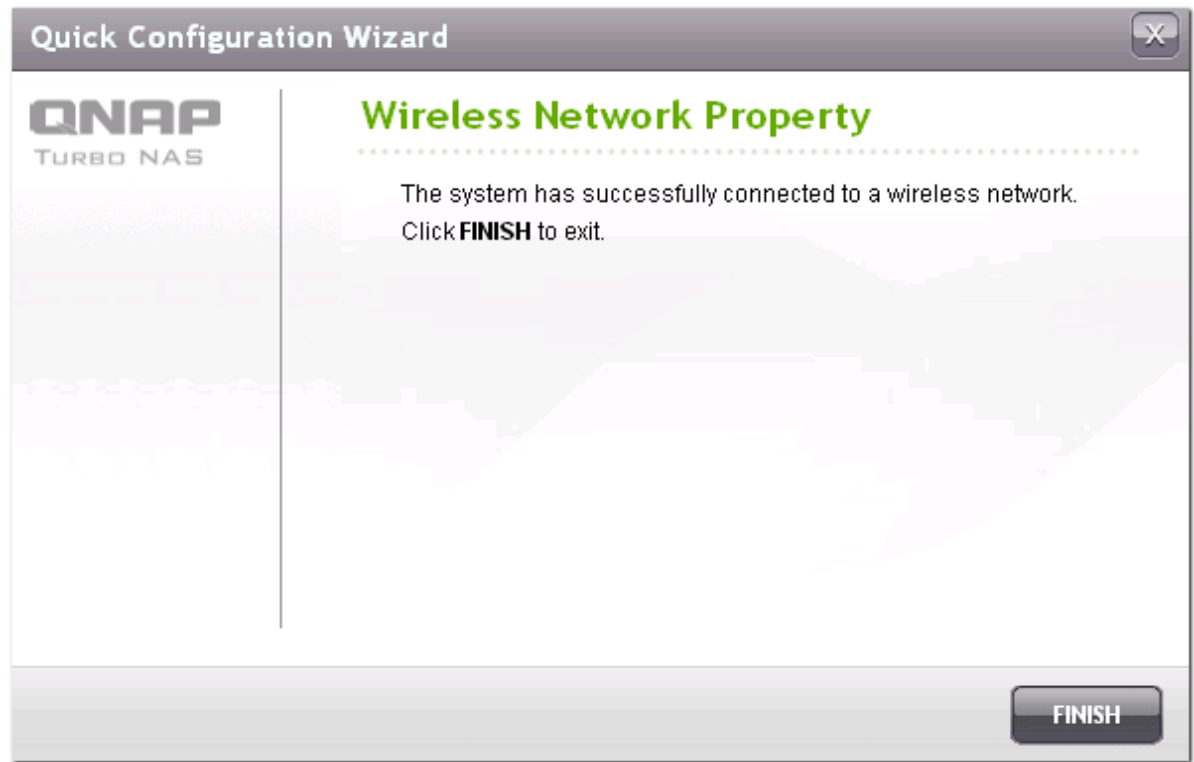 Quick Configuration Wizard
X
QNAP
TURBO NAS
Wireless Network Property
The system has successfully connected to a wireless network.
Click FINISH to exit.
FINISH